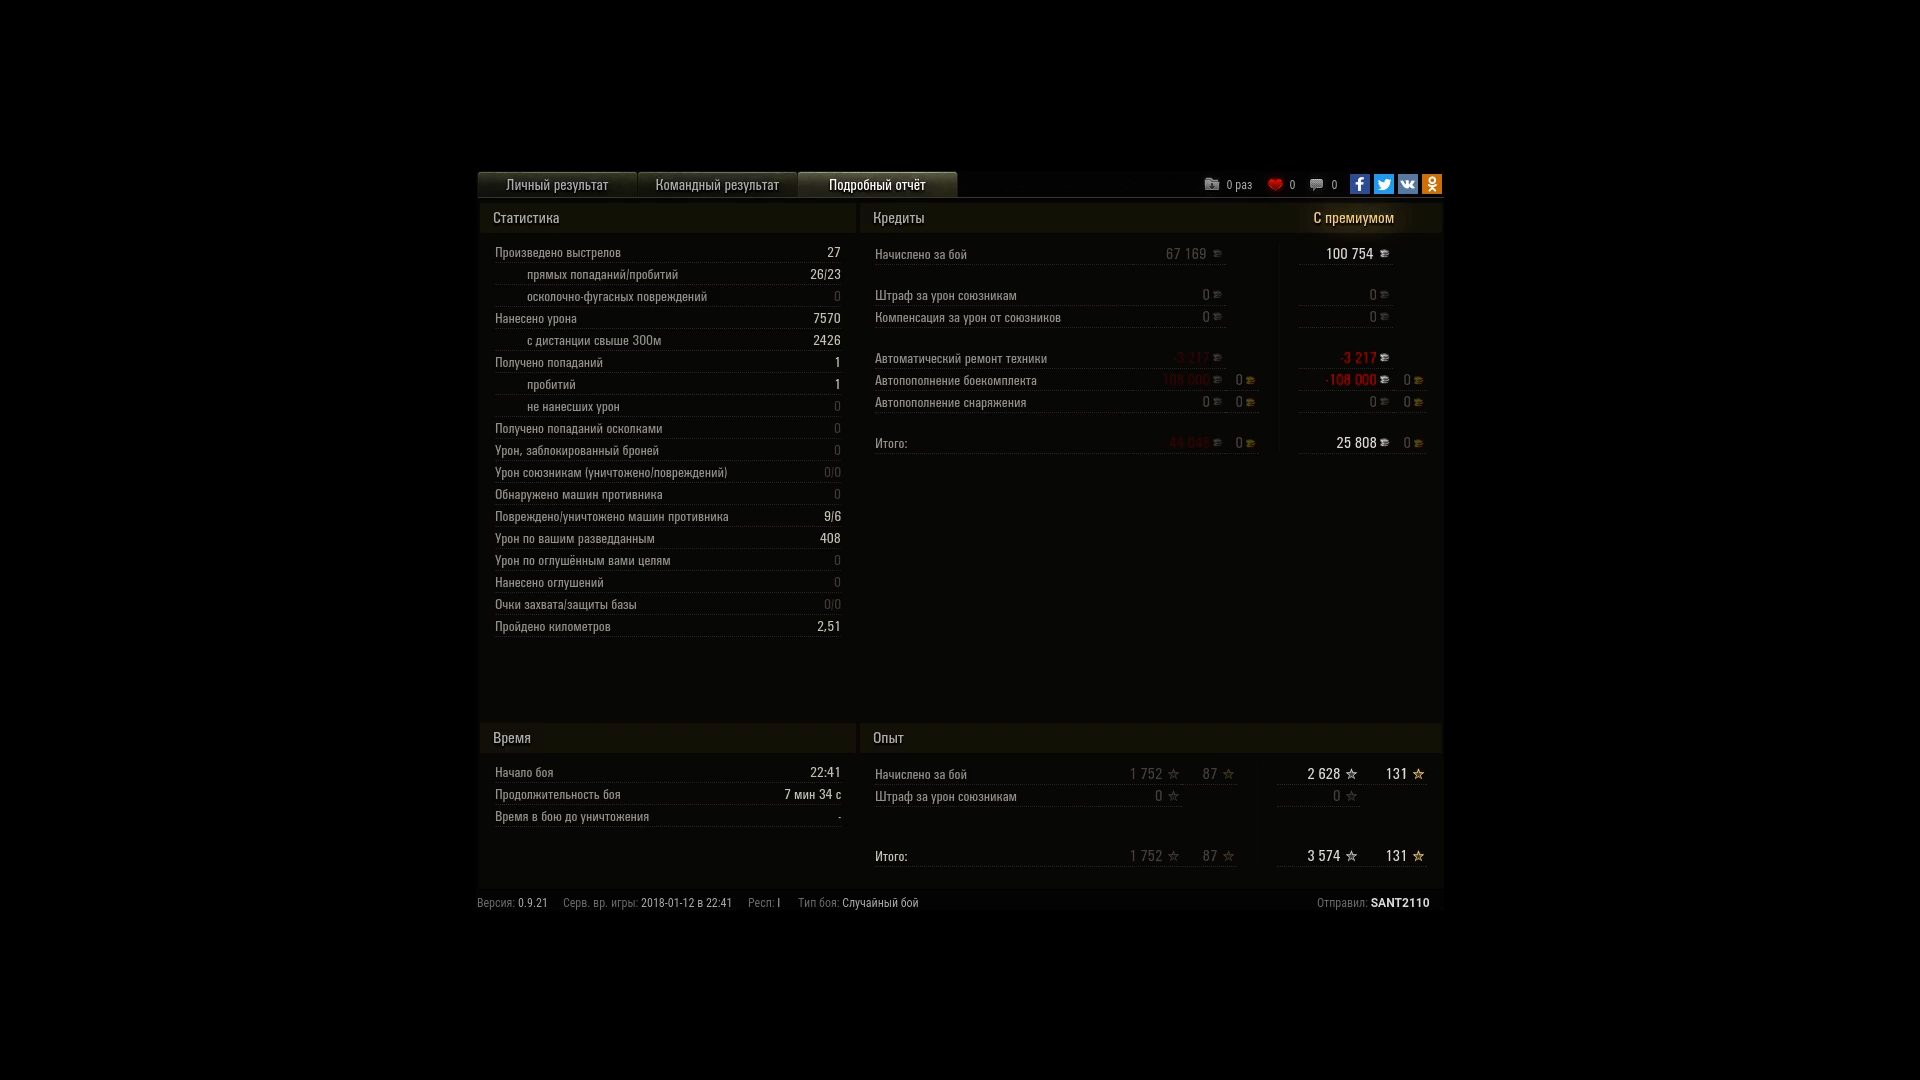 Личный результат Командный результат Подробный отчёт 0 раз 0 0
Статистика
Произведено выстрелов 27
прямых попаданий/пробитий 26/23
осколочно-фугасных повреждений 0
Нанесено урона 7570
с дистанции свыше 300м 2426
Получено попаданий 1
пробитий 1
не нанесших урон 0
Получено попаданий осколками 0
Урон, заблокированный броней 0
Урон союзникам (уничтожено/повреждений) 0/0
Обнаружено машин противника 0
Повреждено/уничтожено машин противника 9/6
Урон по вашим разведданным 408
Урон по оглушённым вами целям 0
Нанесено оглушений 0
Очки захвата/защиты базы 0/0
Пройдено километров 2,51
Кредиты С премиумом
Начислено за бой 67 169 100 754
Штраф за урон союзникам 0 0
Компенсация за урон от союзников 0 0
Автоматический ремонт техники -3 217 -3 217
Автопополнение боекомплекта -108 000 0 -108 000 0
Автопополнение снаряжения 0 0 0 0
Итого: 0 25 808 0
Время
Начало боя 22:41
Продолжительность боя 7 мин 34 с
Время в бою до уничтожения -
Опыт
Начислено за бой 1 752 87 2 628 131
Штраф за урон союзникам 0 0
Итого: 1 752 87 3 574 131
Версия: 0.9.21 Серв. вр. игры: 2018-01-12 в 22:41 Респ: I Тип боя: Случайный бой Отправил: SANT2110